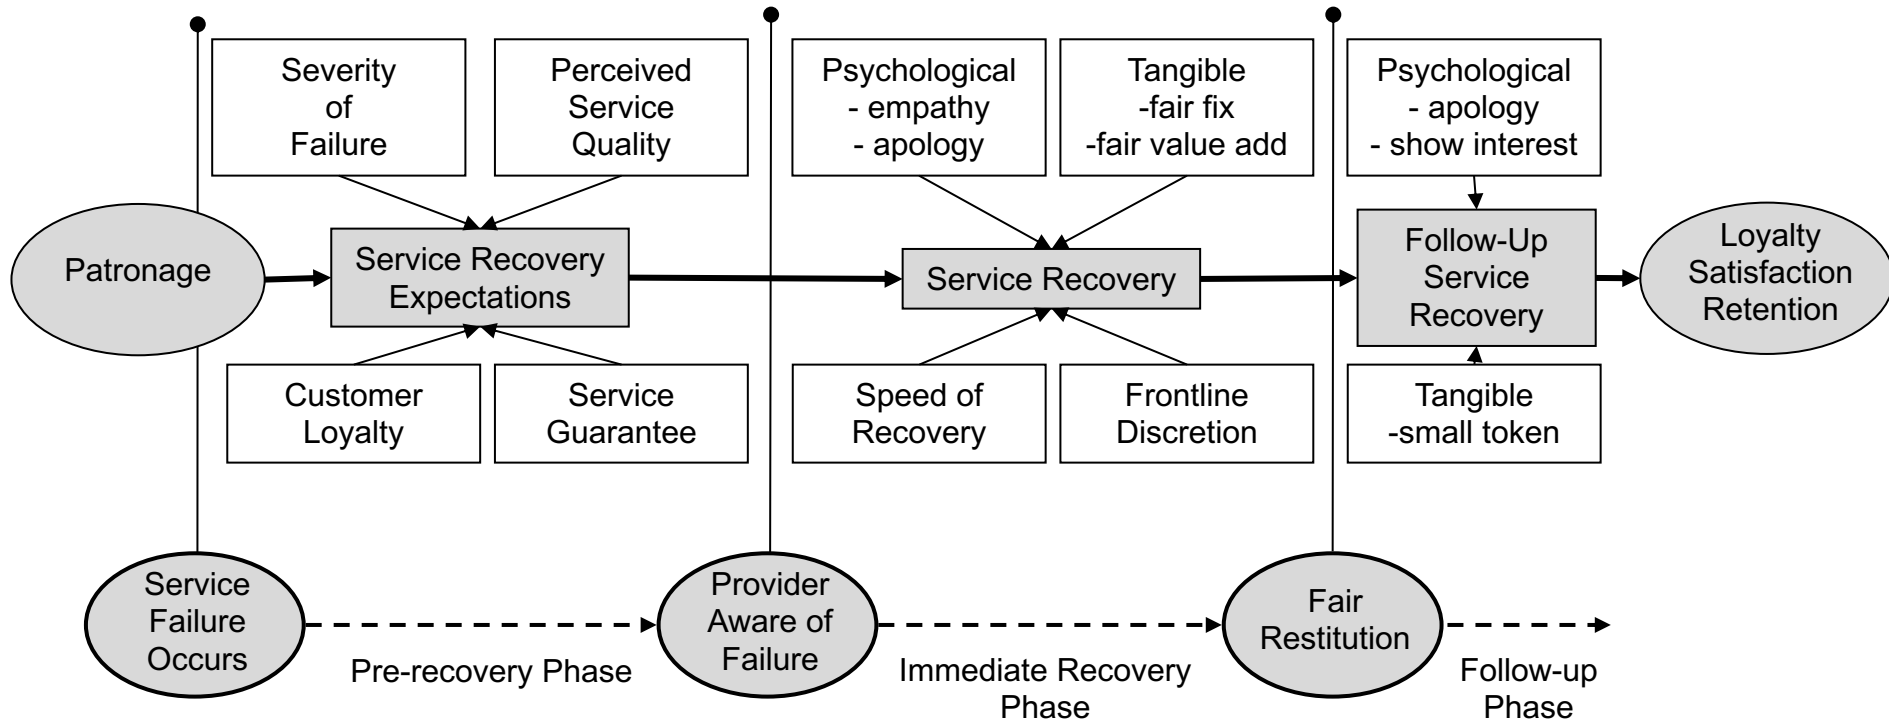 Severity
of
Failure
Perceived
Service
Quality
Psychological
- empathy
- apology
Tangible
-fair fix
-fair value add
Psychological
- apology
- show interest
Patronage
Service Recovery
Expectations
Service Recovery
Follow-Up
Service
Recovery
Loyalty
Satisfaction
Retention
Customer
Loyalty
Service
Guarantee
Speed of
Recovery
Frontline
Discretion
Tangible
-small token
Service
Failure
Occurs
Pre-recovery Phase
Provider
Aware of
Failure
Immediate Recovery
Phase
Fair
Restitution
Follow-up
Phase